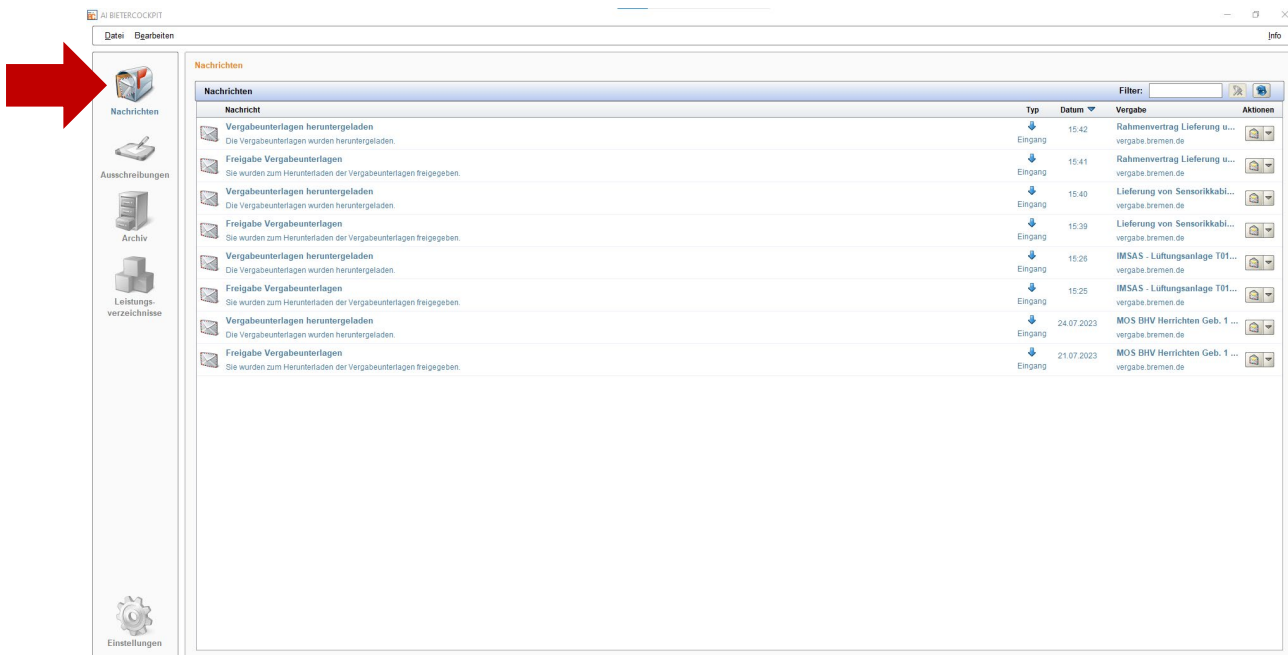 AI BIETERCOCKPIT
Datei Bearbeiten Info
Nachrichten
Ausschreibungen
Archiv
Leistungs-
verzeichnisse
Einstellungen
Nachrichten
Nachrichten Filter:
Nachricht Typ Datum Vergabe Aktionen
Vergabeunterlagen heruntergeladen Rahmenvertrag Lieferung u...
Die Vergabeunterlagen wurden heruntergeladen. Eingang 15:42 vergabe.bremen.de
Freigabe Vergabeunterlagen Rahmenvertrag Lieferung u...
Sie wurden zum Herunterladen der Vergabeunterlagen freigegeben. Eingang 15:41 vergabe.bremen.de
Vergabeunterlagen heruntergeladen Lieferung von Sensorikkabi...
Die Vergabeunterlagen wurden heruntergeladen. Eingang 15:40 vergabe.bremen.de
Freigabe Vergabeunterlagen Lieferung von Sensorikkabi...
Sie wurden zum Herunterladen der Vergabeunterlagen freigegeben. Eingang 15:39 vergabe.bremen.de
Vergabeunterlagen heruntergeladen IMSAS - Lüftungsanlage T01...
Die Vergabeunterlagen wurden heruntergeladen. Eingang 15:26 vergabe.bremen.de
Freigabe Vergabeunterlagen IMSAS - Lüftungsanlage T01...
Sie wurden zum Herunterladen der Vergabeunterlagen freigegeben. Eingang 15:25 vergabe.bremen.de
Vergabeunterlagen heruntergeladen MOS BHV Herrichten Geb. 1 ...
Die Vergabeunterlagen wurden heruntergeladen. Eingang 24.07.2023 vergabe.bremen.de
Freigabe Vergabeunterlagen MOS BHV Herrichten Geb. 1 ...
Sie wurden zum Herunterladen der Vergabeunterlagen freigegeben. Eingang 21.07.2023 vergabe.bremen.de